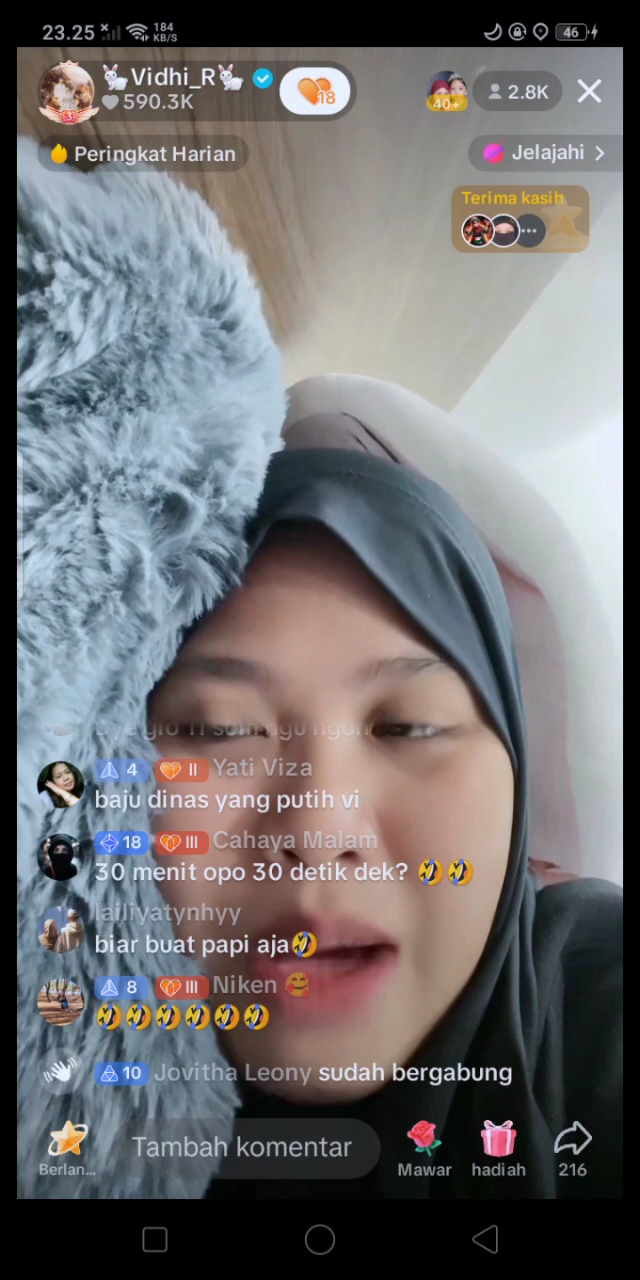 23.25
184
KB/S
46
Vidhi_R
590.3K
18
40+
2.8K
Peringkat Harian
Jelajahi
Terima kasih
4 II Yati Viza
baju dinas yang putih vi
18 III Cahaya Malam
30 menit opo 30 detik dek? 🤣🤣
lailiyatynhyy
biar buat papi aja🤣
8 III Niken 🥰
🤣🤣🤣🤣🤣🤣
10 Jovitha Leony sudah bergabung
Berlan...
Tambah komentar
Mawar
hadiah
216